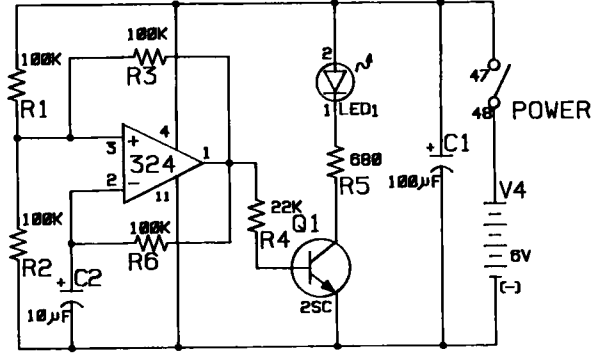 100K
R1
100K
R3
4
3
+
324
1
2
−
11
100K
R2
100K
R6
+
C2
10µF
22K
R4
Q1
2SC
2
1
LED1
680
R5
+
C1
100µF
47
48
POWER
V4
6V
(-)